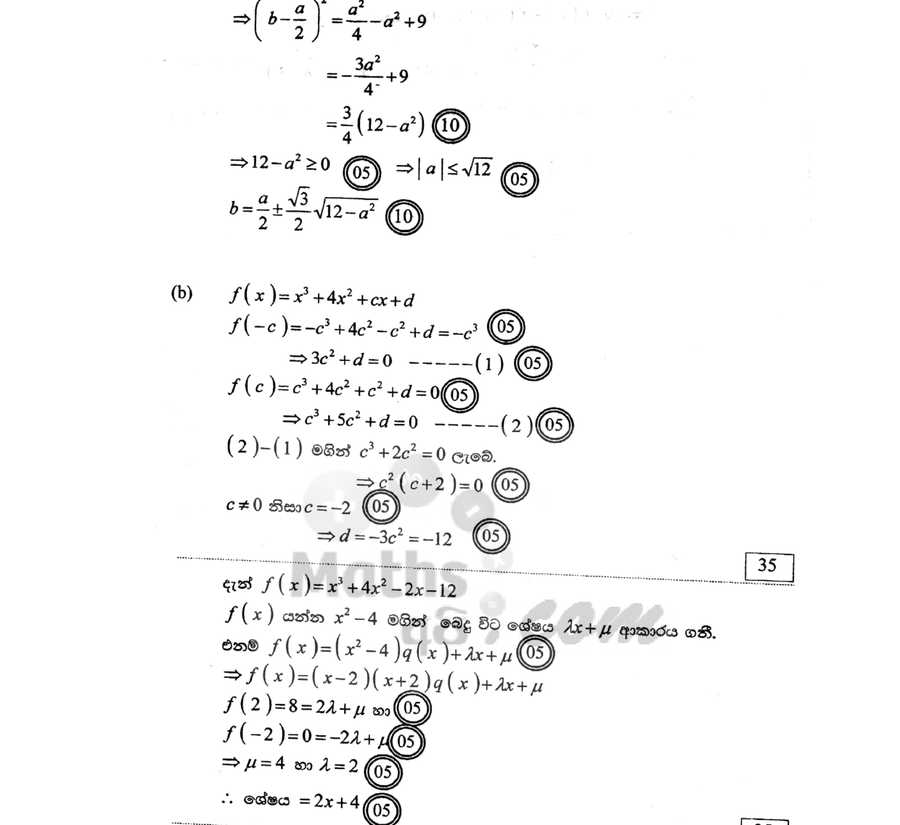 ⇒(b−a/2)²=a²/4−a²+9
=−3a²/4+9
=3/4(12−a²) 10
⇒12−a²≥0 05 ⇒|a|≤√12 05
b=a/2±√3/2√12−a² 10
(b) f(x)=x³+4x²+cx+d
f(−c)=−c³+4c²−c²+d=−c³ 05
⇒3c²+d=0 -----(1) 05
f(c)=c³+4c²+c²+d=0 05
⇒c³+5c²+d=0 -----(2) 05
(2)−(1) මගින් c³+2c²=0 ලැබේ.
⇒c²(c+2)=0 05
c≠0 නිසා c=−2 05
⇒d=−3c²=−12 05
35
දැන් f(x)=x³+4x²−2x−12
f(x) යන්න x²−4 මගින් බෙදූ විට ශේෂය λx+μ ආකාරය ගනී.
එනම් f(x)=(x²−4)q(x)+λx+μ 05
⇒f(x)=(x−2)(x+2)q(x)+λx+μ
f(2)=8=2λ+μ හා 05
f(−2)=0=−2λ+μ 05
⇒μ=4 හා λ=2 05
∴ ශේෂය =2x+4 05
Maths
.com